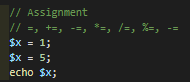 // Assignment
// =, +=, -=, *=, /=, %=, -=
$x = 1;
$x = 5;
echo $x;